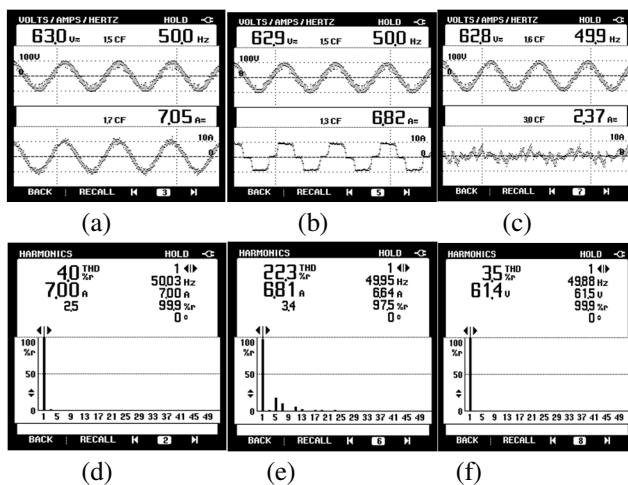 VOLTS/AMPS/HERTZ HOLD
63.0 V≂ 1.5 CF 50.0 Hz
100V
0
1.7 CF 7.05 A≂
10A
0
BACK RECALL 3
(a)
VOLTS/AMPS/HERTZ HOLD
62.9 V≂ 1.5 CF 50.0 Hz
100V
0
1.3 CF 6.82 A≂
10A
0
BACK RECALL 5
(b)
VOLTS/AMPS/HERTZ HOLD
62.8 V≂ 1.6 CF 49.9 Hz
100V
0
3.0 CF 2.37 A≂
10A
0
BACK RECALL 7
(c)
HARMONICS HOLD
4.0 THD %r 1
50.03 Hz
7.00 A 7.00 A
2.5 99.9 %r
0 °
100
%r
50
0
1 5 9 13 17 21 25 29 33 37 41 45 49
BACK RECALL 2
(d)
HARMONICS HOLD
22.3 THD %r 1
49.95 Hz
6.81 A 6.64 A
3.4 97.5 %r
0 °
100
%r
50
0
1 5 9 13 17 21 25 29 33 37 41 45 49
BACK RECALL 6
(e)
HARMONICS HOLD
3.5 THD %r 1
49.88 Hz
61.4 V 61.5 V
99.9 %r
0 °
100
%r
50
0
1 5 9 13 17 21 25 29 33 37 41 45 49
BACK RECALL 8
(f)